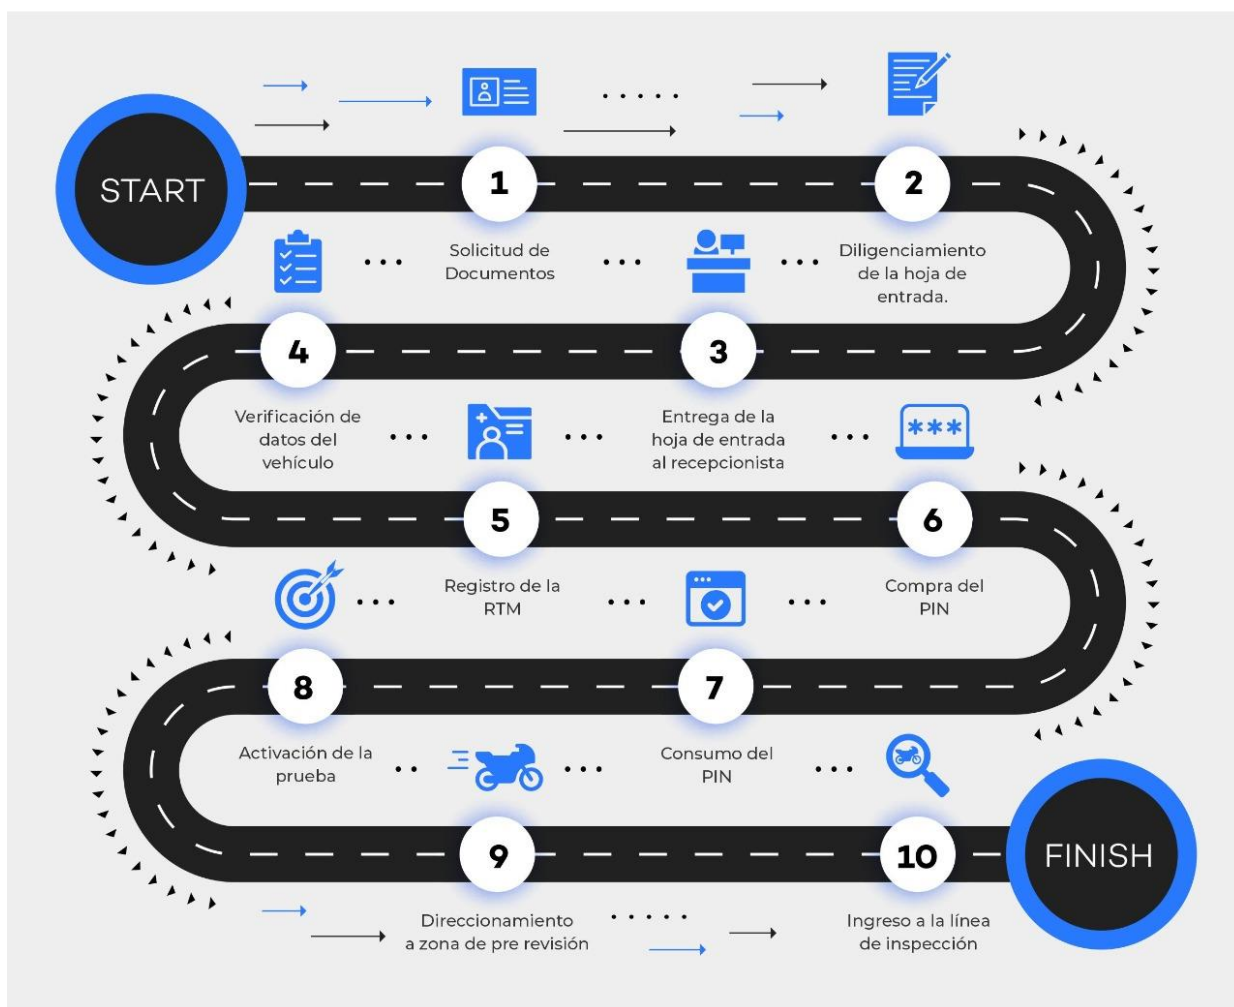 START
1
Solicitud de
Documentos
2
Diligenciamiento
de la hoja de
entrada.
3
Entrega de la
hoja de entrada
al recepcionista
4
Verificación de
datos del
vehículo
5
Registro de la
RTM
6
***
Compra del
PIN
7
Consumo del
PIN
8
Activación de la
prueba
9
Direccionamiento
a zona de pre revisión
10
Ingreso a la línea
de inspección
FINISH